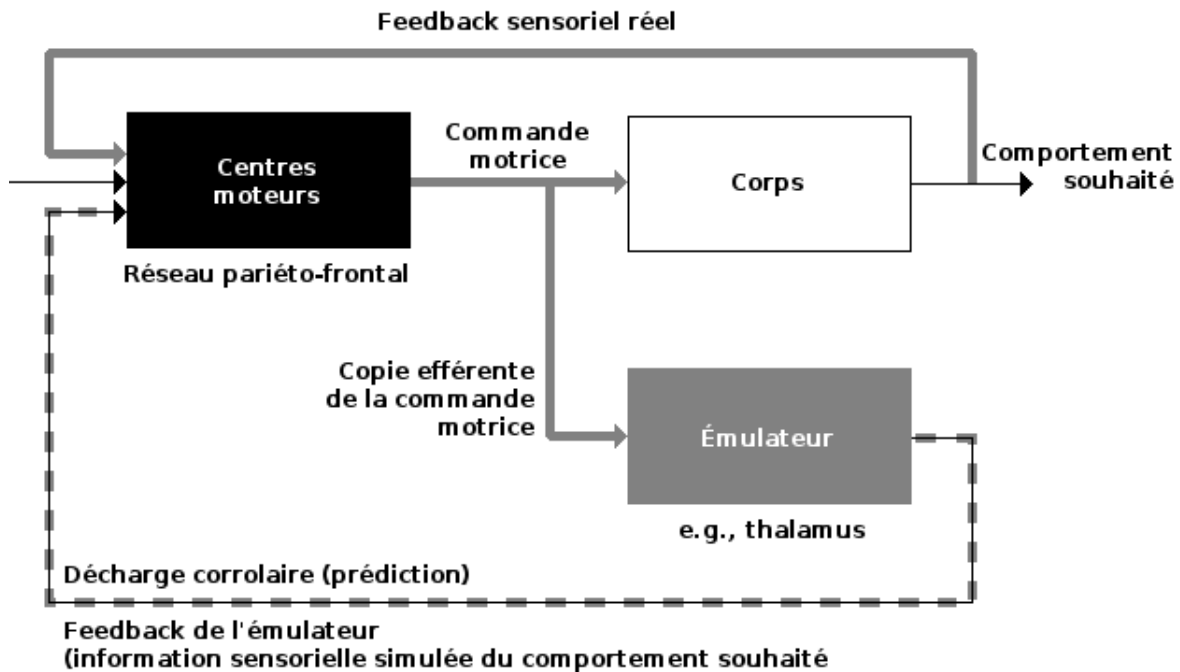 Feedback sensoriel réel
Commande
motrice
Centres
moteurs
Corps
Comportement
souhaité
Réseau pariéto-frontal
Copie efférente
de la commande
motrice
Émulateur
e.g., thalamus
Décharge corrolaire (prédiction)
Feedback de l'émulateur
(information sensorielle simulée du comportement souhaité